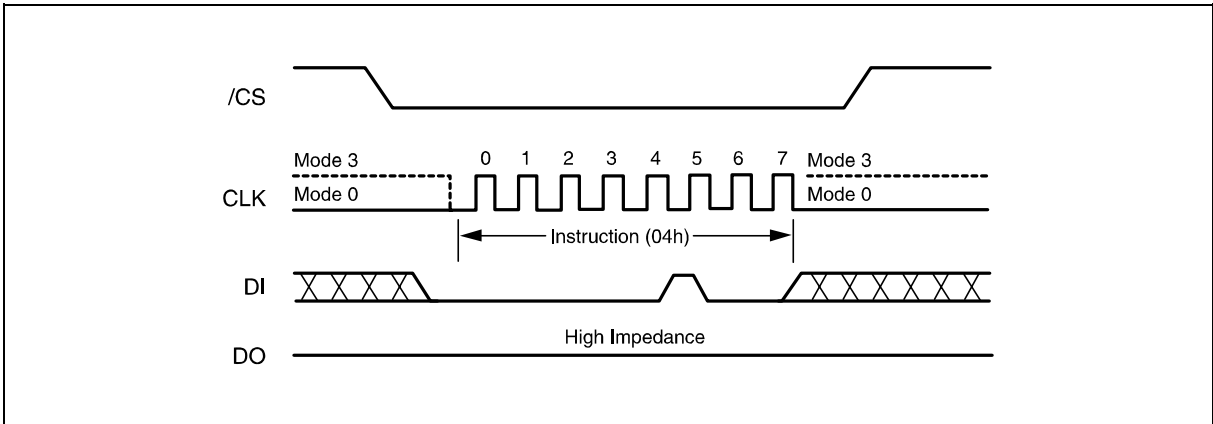 /CS
Mode 3
0 1 2 3 4 5 6 7
Mode 3
CLK
Mode 0
Mode 0
Instruction (04h)
DI
High Impedance
DO